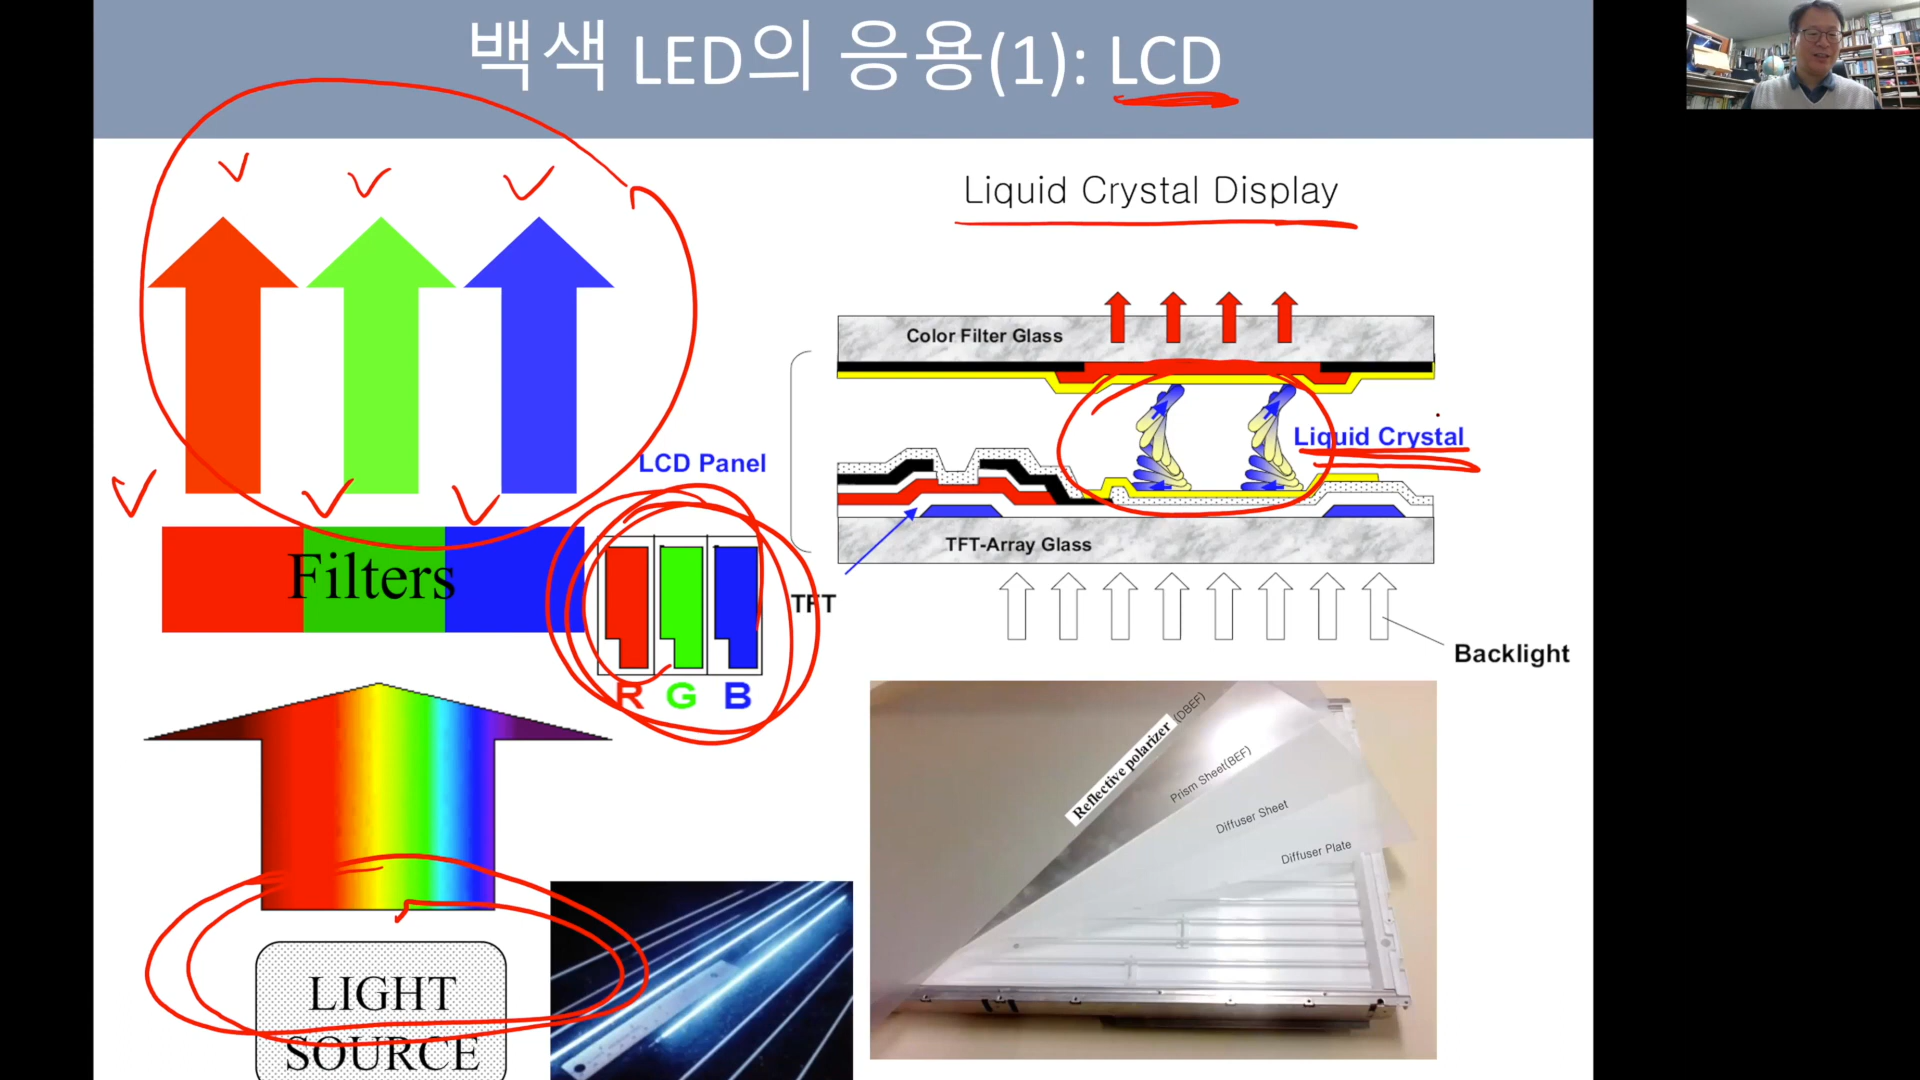 백색 LED의 응용(1): LCD
Liquid Crystal Display
Color Filter Glass
LCD Panel
Liquid Crystal
TFT-Array Glass
TFT
Backlight
Filters
R G B
LIGHT
SOURCE
Reflective polarizer (DBEF)
Prism Sheet(BEF)
Diffuser Sheet
Diffuser Plate